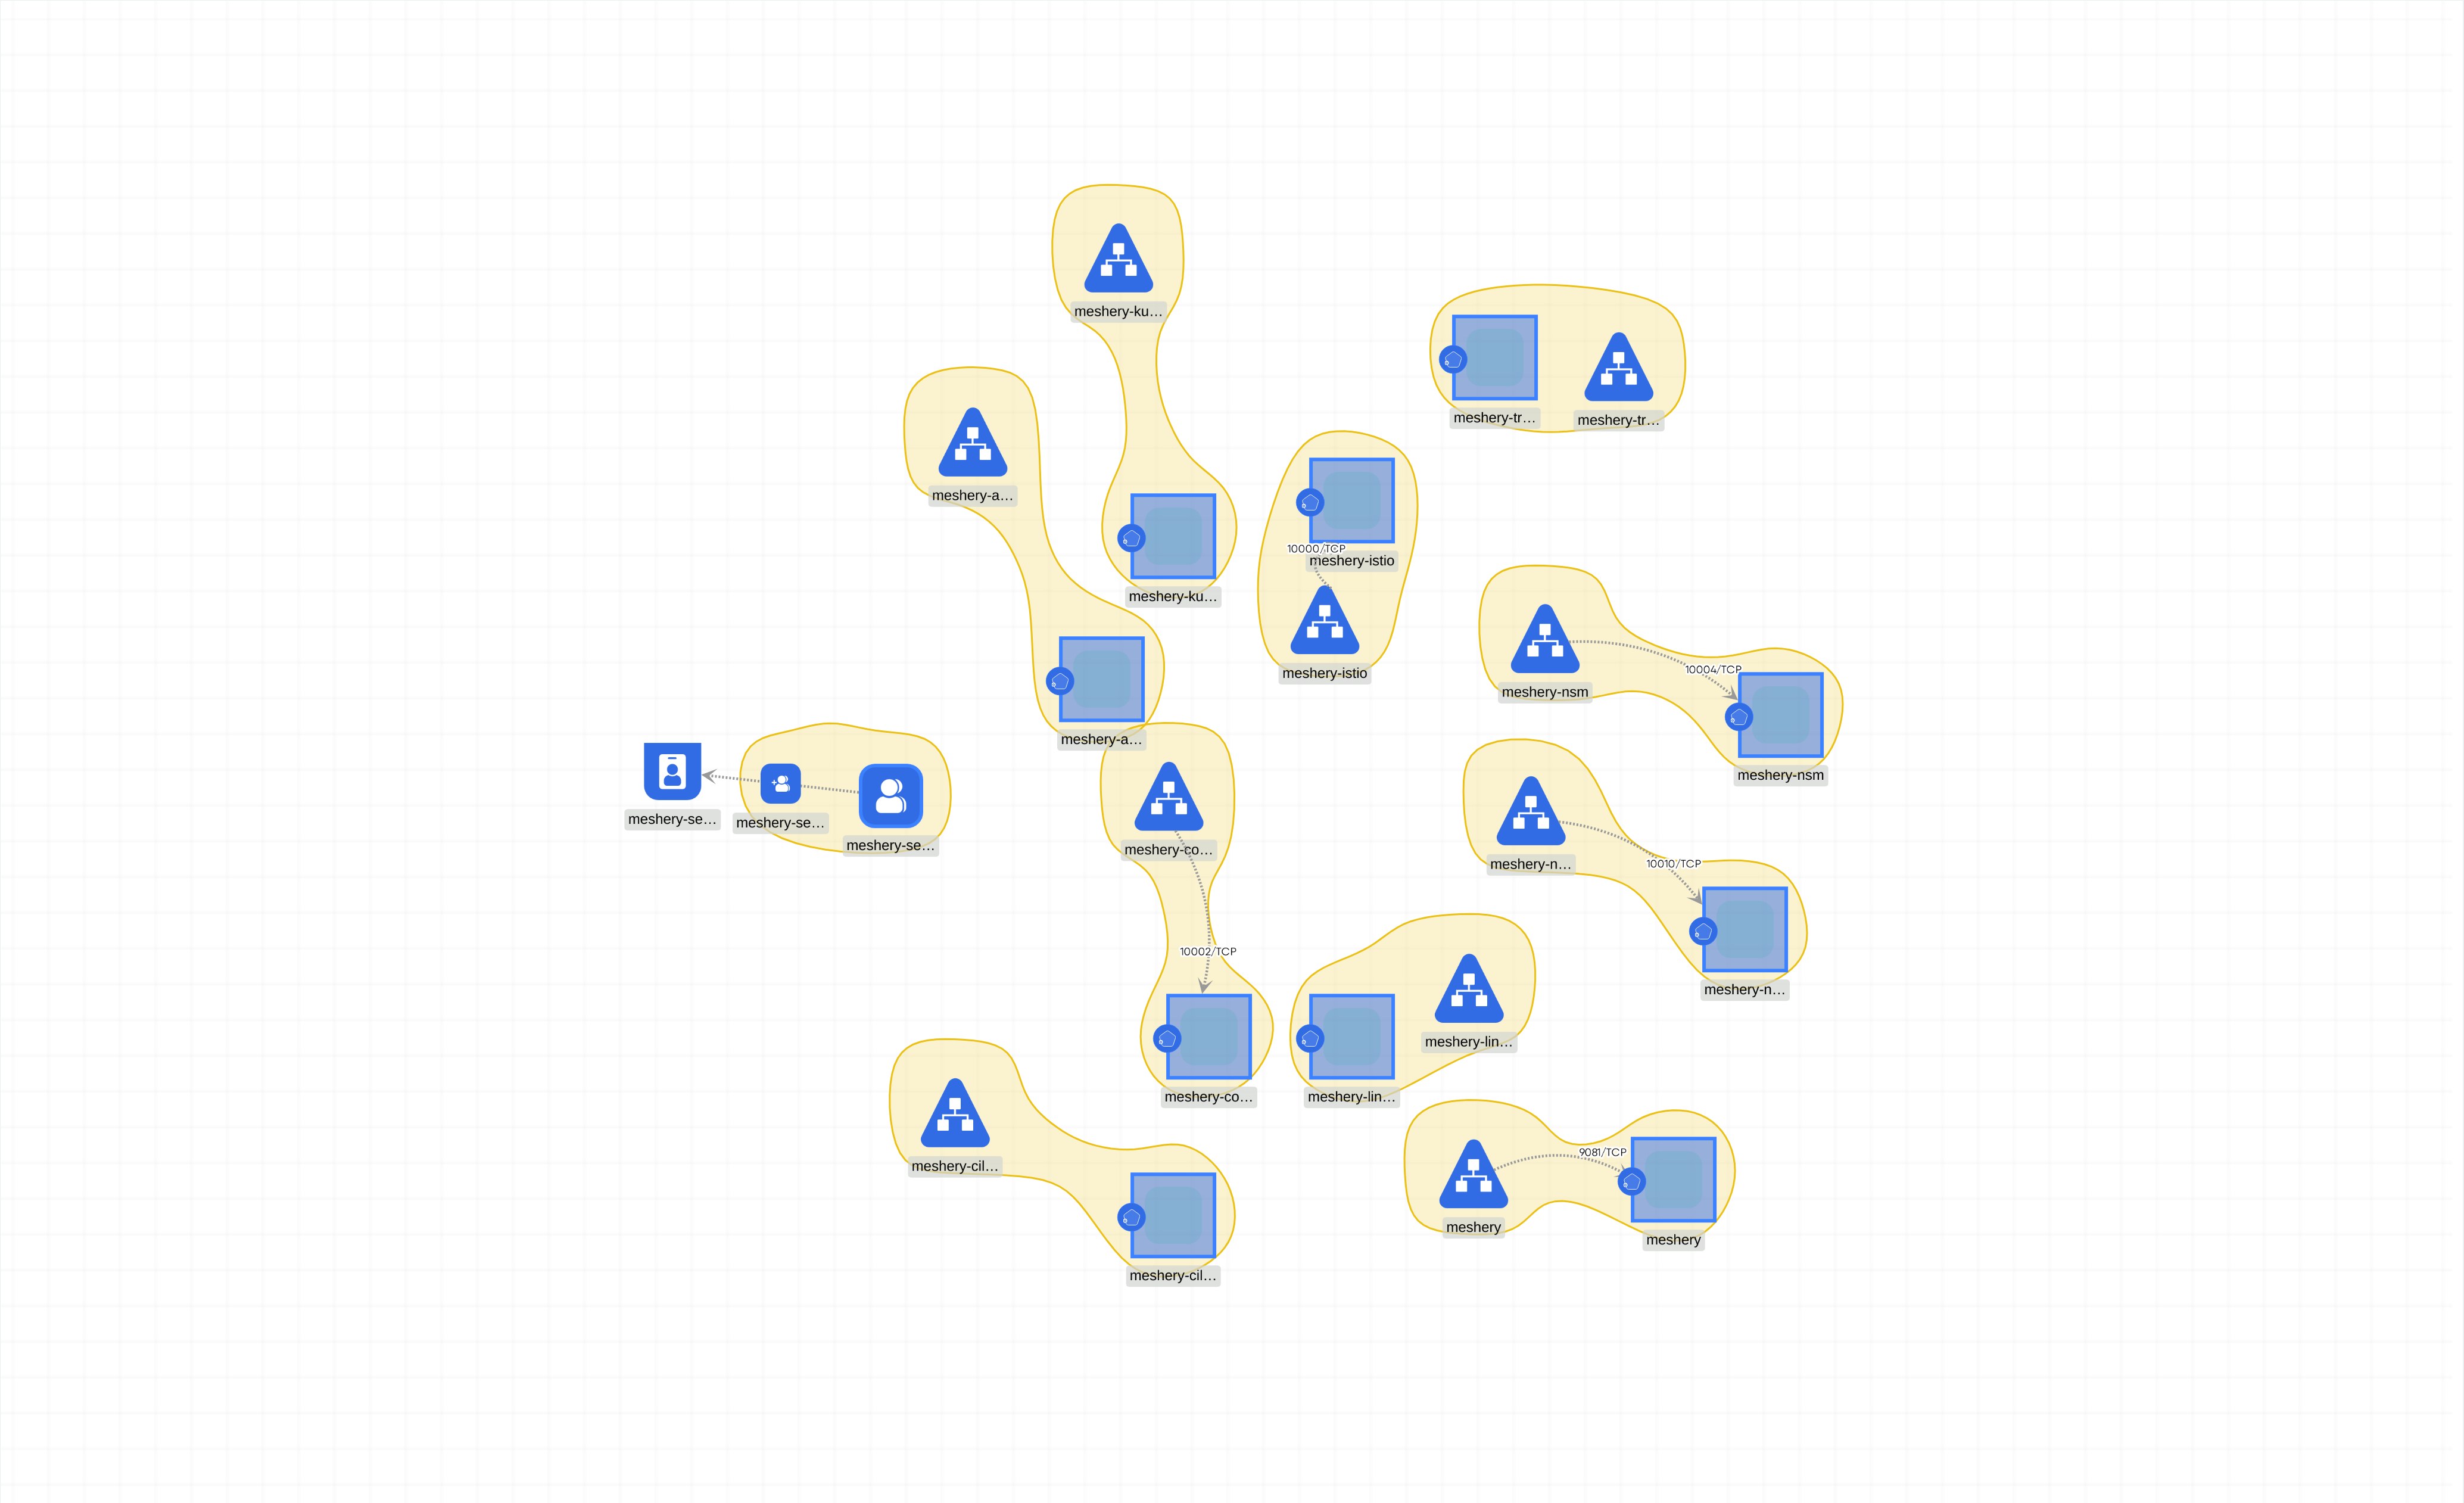 meshery-ku…
meshery-tr…
meshery-tr…
meshery-a…
10000/TCP
meshery-istio
meshery-ku…
meshery-istio
10004/TCP
meshery-nsm
meshery-a…
meshery-nsm
meshery-se…
meshery-se…
meshery-se…
meshery-co…
10010/TCP
meshery-n…
10002/TCP
meshery-n…
meshery-lin…
meshery-co…
meshery-lin…
9081/TCP
meshery-cil…
meshery
meshery
meshery-cil…